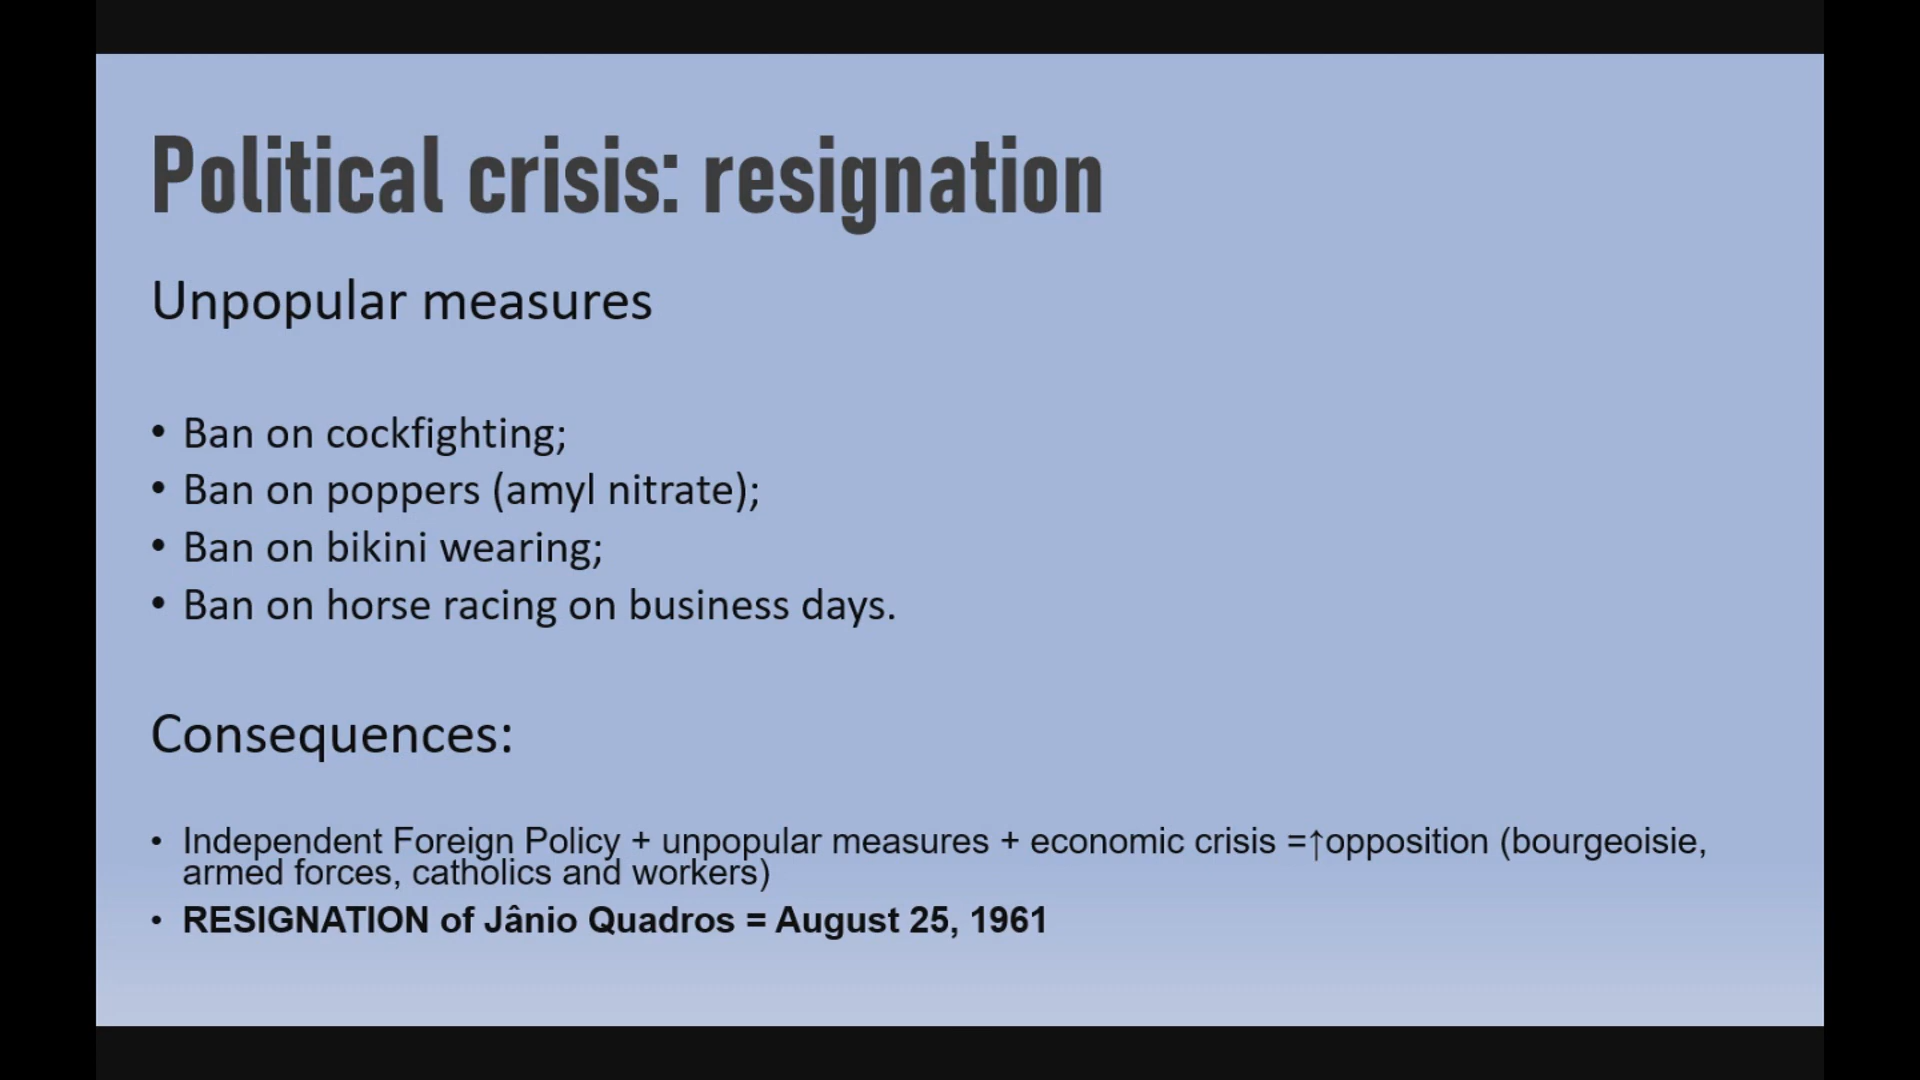 Political crisis: resignation
Unpopular measures
• Ban on cockfighting;
• Ban on poppers (amyl nitrate);
• Ban on bikini wearing;
• Ban on horse racing on business days.
Consequences:
• Independent Foreign Policy + unpopular measures + economic crisis =↑opposition (bourgeoisie,
armed forces, catholics and workers)
• RESIGNATION of Jânio Quadros = August 25, 1961